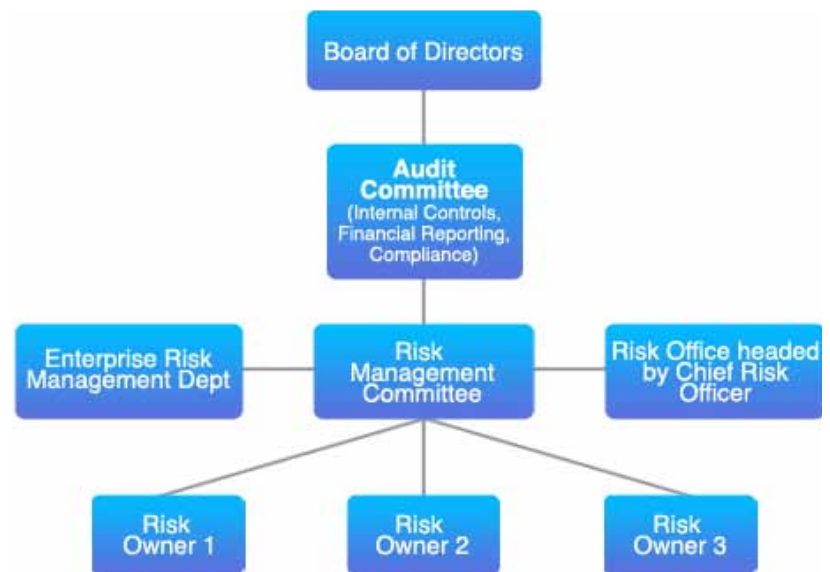 Board of Directors
Audit
Committee
(Internal Controls,
Financial Reporting,
Compliance)
Enterprise Risk
Management Dept
Risk
Management
Committee
Risk Office headed
by Chief Risk
Officer
Risk
Owner 1
Risk
Owner 2
Risk
Owner 3